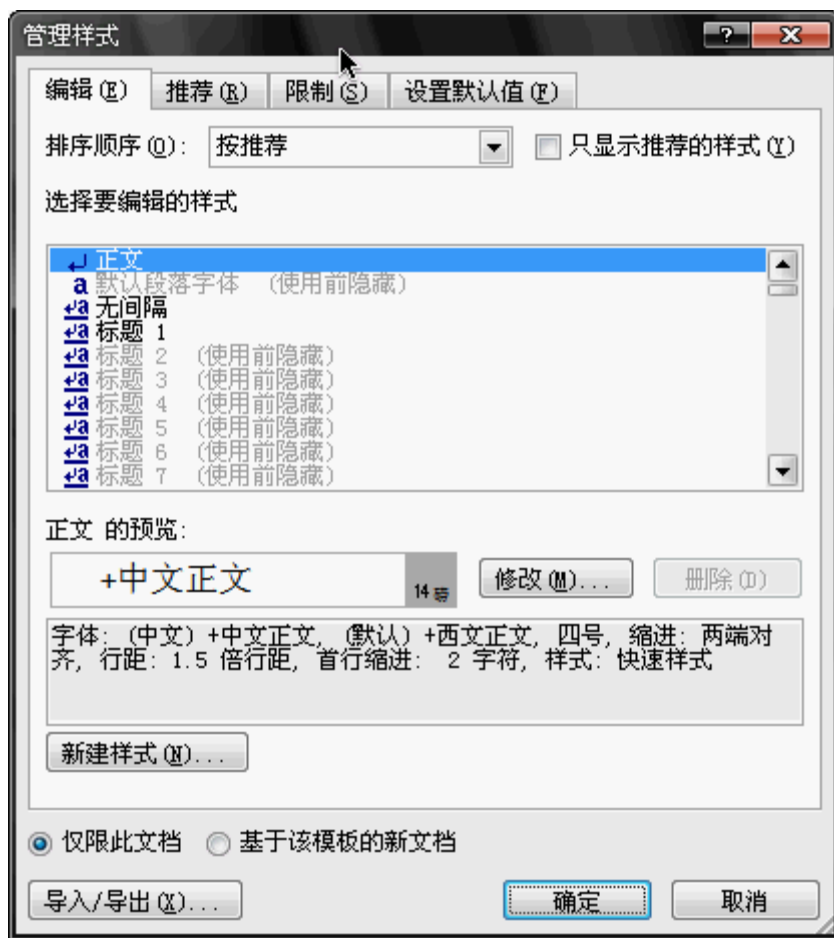 管理样式
编辑(E) 推荐(R) 限制(S) 设置默认值(F)
排序顺序(O): 按推荐 只显示推荐的样式(Y)
选择要编辑的样式
正文
a 默认段落字体 (使用前隐藏)
a 无间隔
a 标题 1
a 标题 2 (使用前隐藏)
a 标题 3 (使用前隐藏)
a 标题 4 (使用前隐藏)
a 标题 5 (使用前隐藏)
a 标题 6 (使用前隐藏)
a 标题 7 (使用前隐藏)
正文 的预览:
+中文正文 14 磅 修改(M)... 删除(D)
字体: (中文) +中文正文, (默认) +西文正文, 四号, 缩进: 两端对
齐, 行距: 1.5 倍行距, 首行缩进: 2 字符, 样式: 快速样式
新建样式(N)...
仅限此文档 基于该模板的新文档
导入/导出(X)... 确定 取消